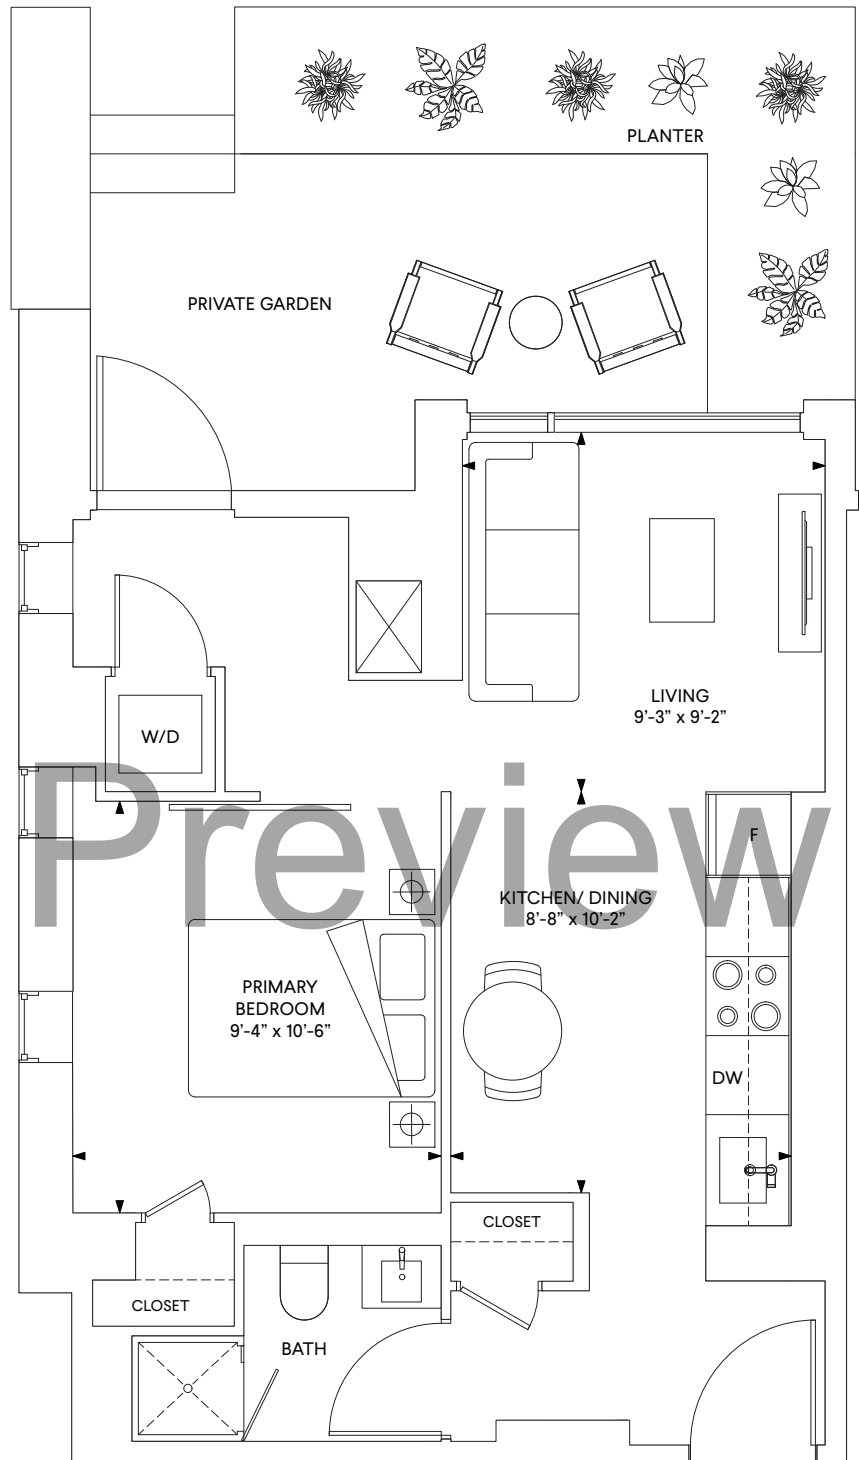 PLANTER
PRIVATE GARDEN
LIVING
9’-3” x 9’-2”
W/D
Preview
F
KITCHEN/ DINING
8’-8” x 10’-2”
PRIMARY
BEDROOM
9’-4” x 10’-6”
DW
CLOSET
CLOSET
BATH